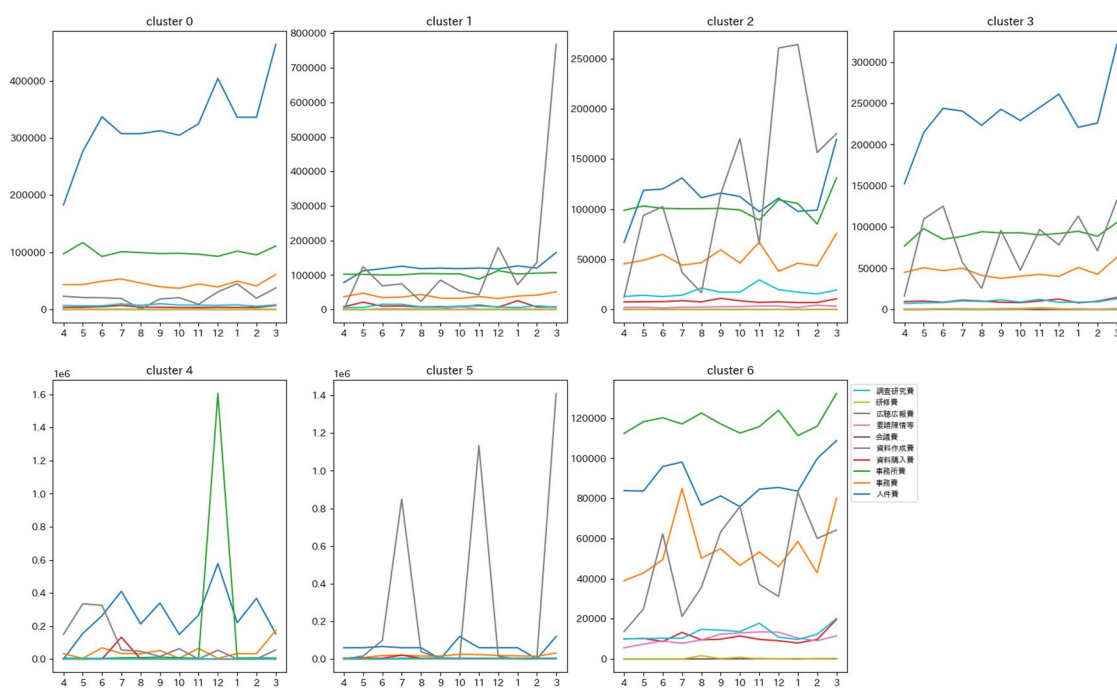 cluster 0
cluster 1
cluster 2
cluster 3
400000
300000
200000
100000
0
4 5 6 7 8 9 10 11 12 1 2 3
800000
700000
600000
500000
400000
300000
200000
100000
0
4 5 6 7 8 9 10 11 12 1 2 3
250000
200000
150000
100000
50000
0
4 5 6 7 8 9 10 11 12 1 2 3
300000
250000
200000
150000
100000
50000
0
4 5 6 7 8 9 10 11 12 1 2 3
cluster 4
cluster 5
cluster 6
1e6
1.6
1.4
1.2
1.0
0.8
0.6
0.4
0.2
0.0
4 5 6 7 8 9 10 11 12 1 2 3
1e6
1.4
1.2
1.0
0.8
0.6
0.4
0.2
0.0
4 5 6 7 8 9 10 11 12 1 2 3
120000
100000
80000
60000
40000
20000
0
4 5 6 7 8 9 10 11 12 1 2 3
調査研究費
研修費
広聴広報費
要請陳情等
会議費
資料作成費
資料購入費
事務所費
事務費
人件費